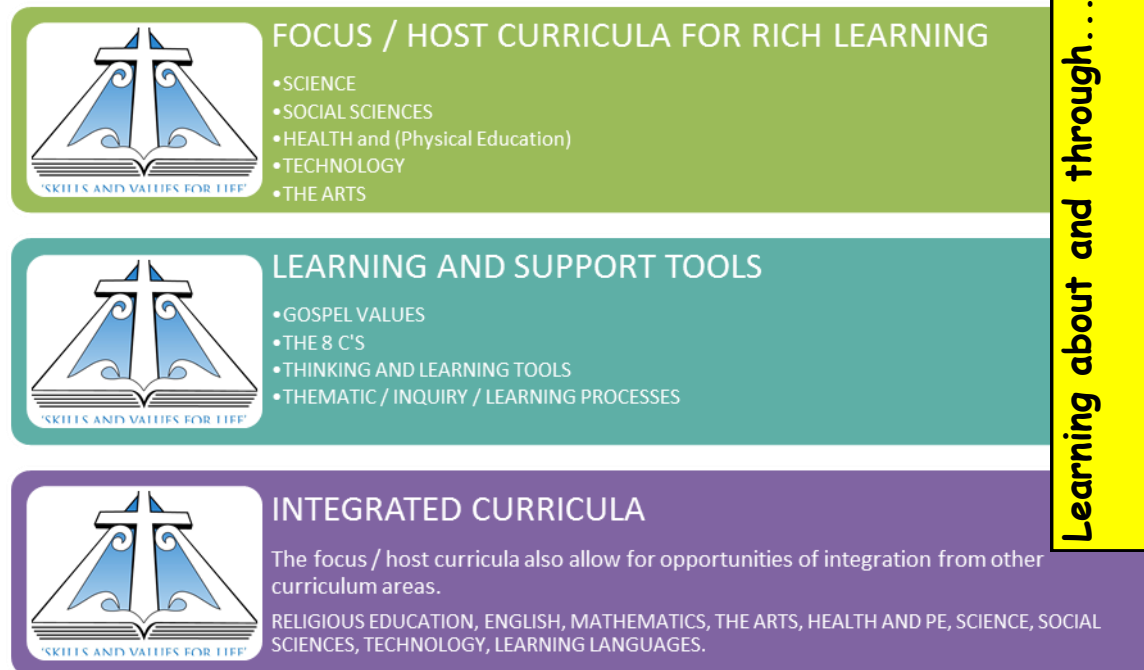 FOCUS / HOST CURRICULA FOR RICH LEARNING
•SCIENCE
•SOCIAL SCIENCES
•HEALTH and (Physical Education)
•TECHNOLOGY
•THE ARTS
'SKILLS AND VALUES FOR LIFE'
LEARNING AND SUPPORT TOOLS
•GOSPEL VALUES
•THE 8 C'S
•THINKING AND LEARNING TOOLS
•THEMATIC / INQUIRY / LEARNING PROCESSES
'SKILLS AND VALUES FOR LIFE'
INTEGRATED CURRICULA
The focus / host curricula also allow for opportunities of integration from other
curriculum areas.
RELIGIOUS EDUCATION, ENGLISH, MATHEMATICS, THE ARTS, HEALTH AND PE, SCIENCE, SOCIAL
SCIENCES, TECHNOLOGY, LEARNING LANGUAGES.
'SKILLS AND VALUES FOR LIFE'
Learning about and through...